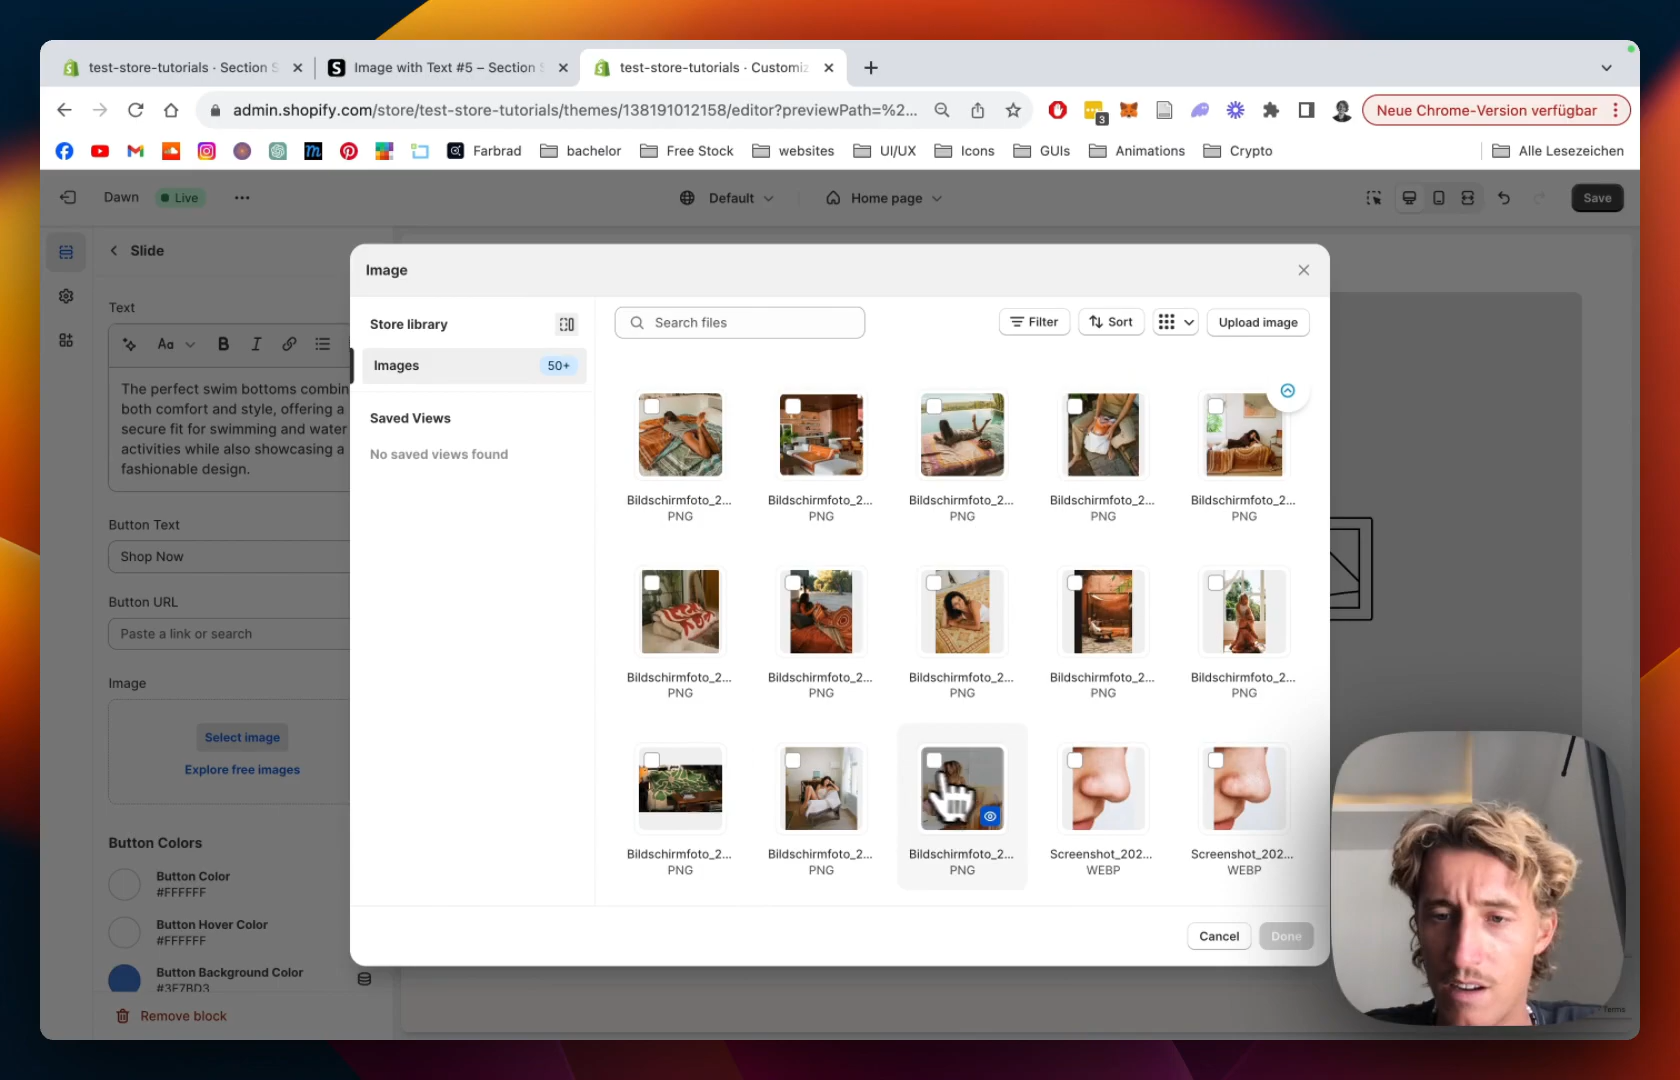 test-store-tutorials · Section S
Image with Text #5 – Section S
test-store-tutorials · Customiz
admin.shopify.com/store/test-store-tutorials/themes/138191012158/editor?previewPath=%2...
3
Neue Chrome-Version verfügbar
Farbrad
bachelor
Free Stock
websites
UI/UX
Icons
GUIs
Animations
Crypto
Alle Lesezeichen
Dawn
Live
Default
Home page
Save
Slide
Text
Aa
B
I
The perfect swim bottoms combin
both comfort and style, offering a
secure fit for swimming and water
activities while also showcasing a
fashionable design.
Button Text
Shop Now
Button URL
Paste a link or search
Image
Select image
Explore free images
Button Colors
Button Color
#FFFFFF
Button Hover Color
#FFFFFF
Button Background Color
#3F7BD3
Remove block
Image
Store library
Images
50+
Saved Views
No saved views found
Search files
Filter
Sort
Upload image
Bildschirmfoto_2...
PNG
Bildschirmfoto_2...
PNG
Bildschirmfoto_2...
PNG
Bildschirmfoto_2...
PNG
Bildschirmfoto_2...
PNG
Bildschirmfoto_2...
PNG
Bildschirmfoto_2...
PNG
Bildschirmfoto_2...
PNG
Bildschirmfoto_2...
PNG
Bildschirmfoto_2...
PNG
Bildschirmfoto_2...
PNG
Bildschirmfoto_2...
PNG
Bildschirmfoto_2...
PNG
Screenshot_202...
WEBP
Screenshot_202...
WEBP
Cancel
Done
Terms